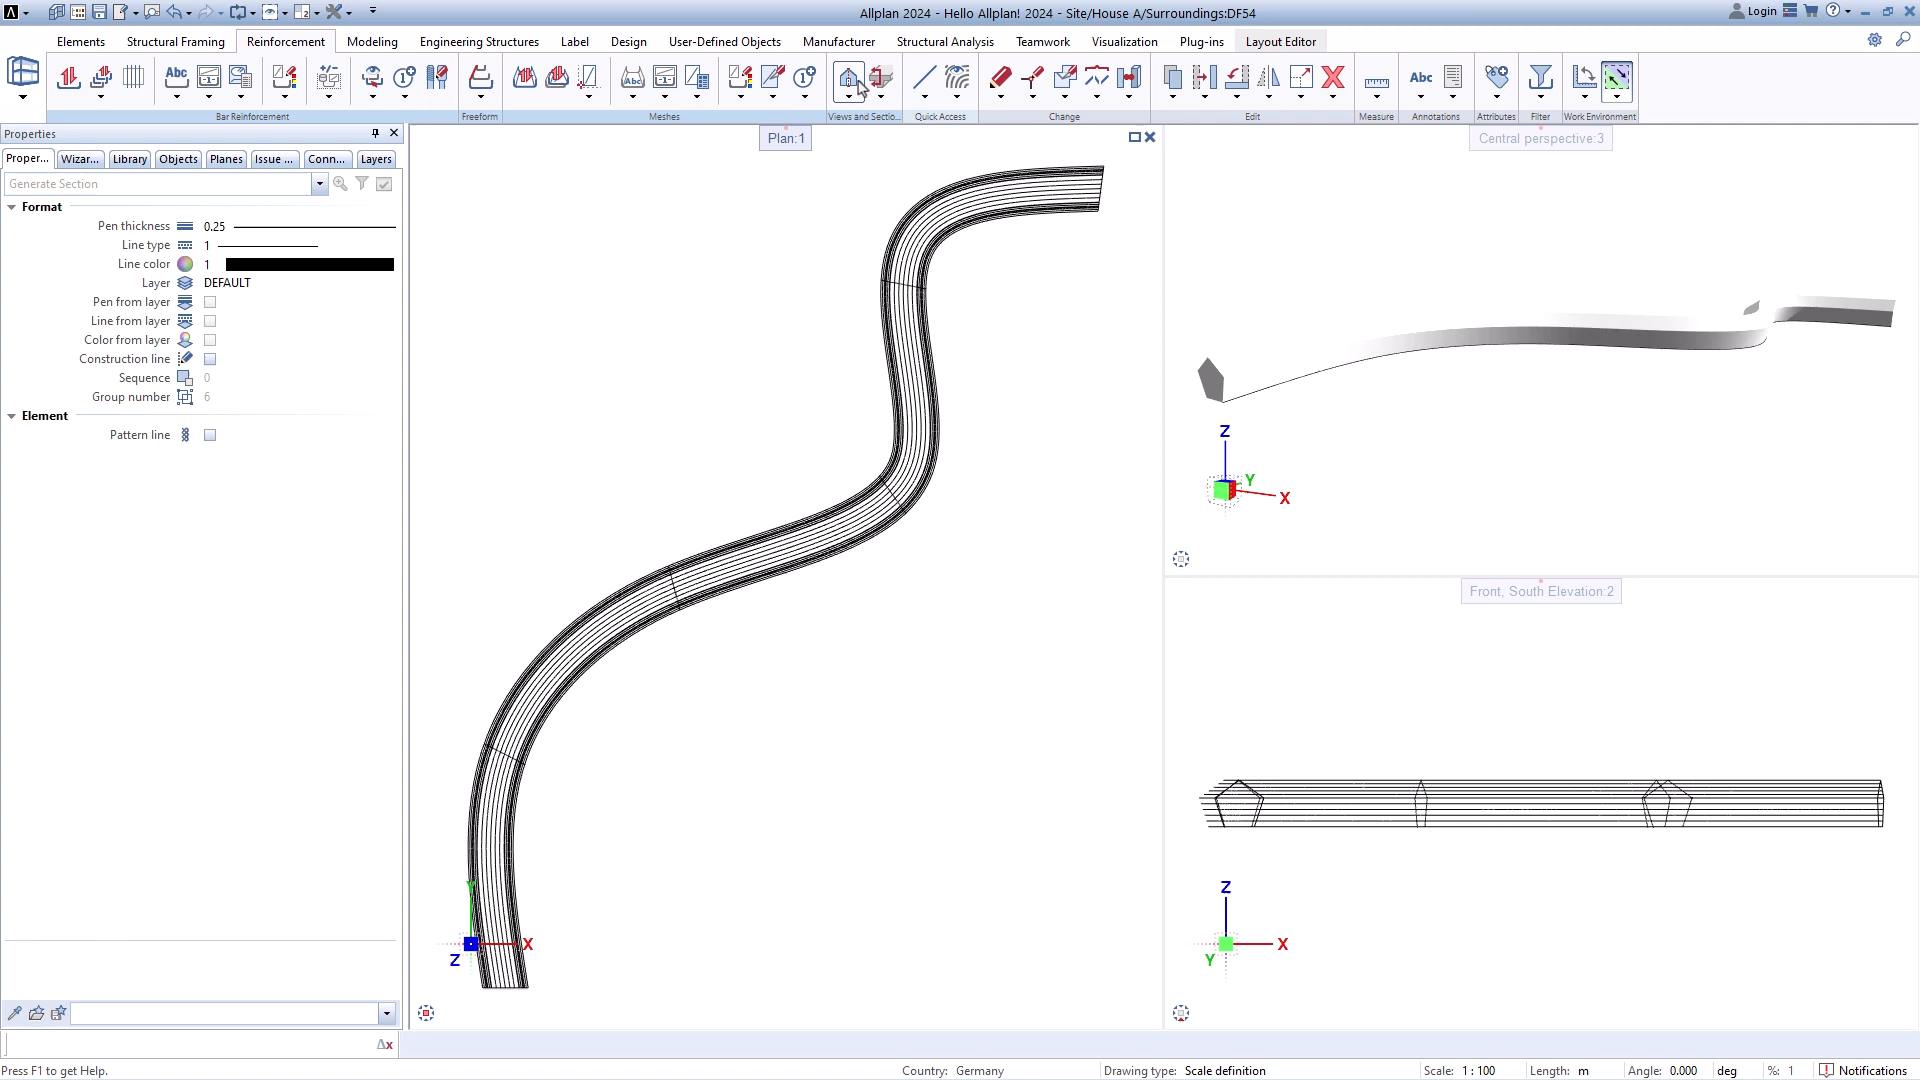 Allplan 2024 - Hello Allplan! 2024 - Site/House A/Surroundings:DF54
Login
Elements
Structural Framing
Reinforcement
Modeling
Engineering Structures
Label
Design
User-Defined Objects
Manufacturer
Structural Analysis
Teamwork
Visualization
Plug-ins
Layout Editor
Bar Reinforcement
Freeform
Meshes
Views and Sectio...
Quick Access
Change
Edit
Measure
Annotations
Attributes
Filter
Work Environment
Abc
Abc
Abc
Properties
Proper...
Wizar...
Library
Objects
Planes
Issue ...
Conn...
Layers
Generate Section
Format
Pen thickness 0.25
Line type 1
Line color 1
Layer DEFAULT
Pen from layer
Line from layer
Color from layer
Construction line
Sequence 0
Group number 6
Element
Pattern line
Plan:1
Y
X
Z
Central perspective:3
Z
Y
X
Front, South Elevation:2
Z
X
Y
Δx
Press F1 to get Help.
Country: Germany
Drawing type: Scale definition
Scale: 1 : 100
Length: m
Angle: 0.000 deg
%: 1
Notifications